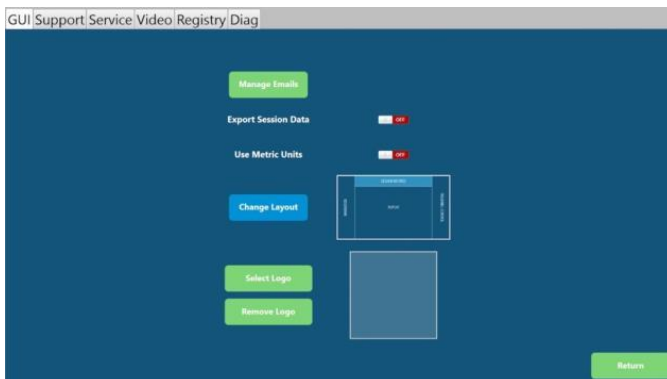 GUI Support Service Video Registry Diag
Manage Emails
Export Session Data OFF
Use Metric Units OFF
Change Layout
Select Logo
Remove Logo
Return